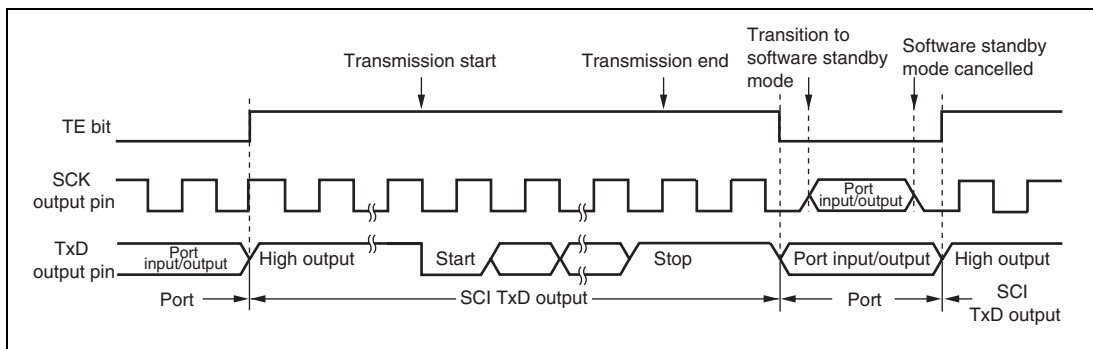 Transition to
software standby
mode
Software standby
mode cancelled
Transmission start
Transmission end
TE bit
SCK
output pin
Port
input/output
TxD
output pin
Port
input/output
High output
Start
Stop
Port input/output
High output
Port
SCI TxD output
Port
SCI
TxD output